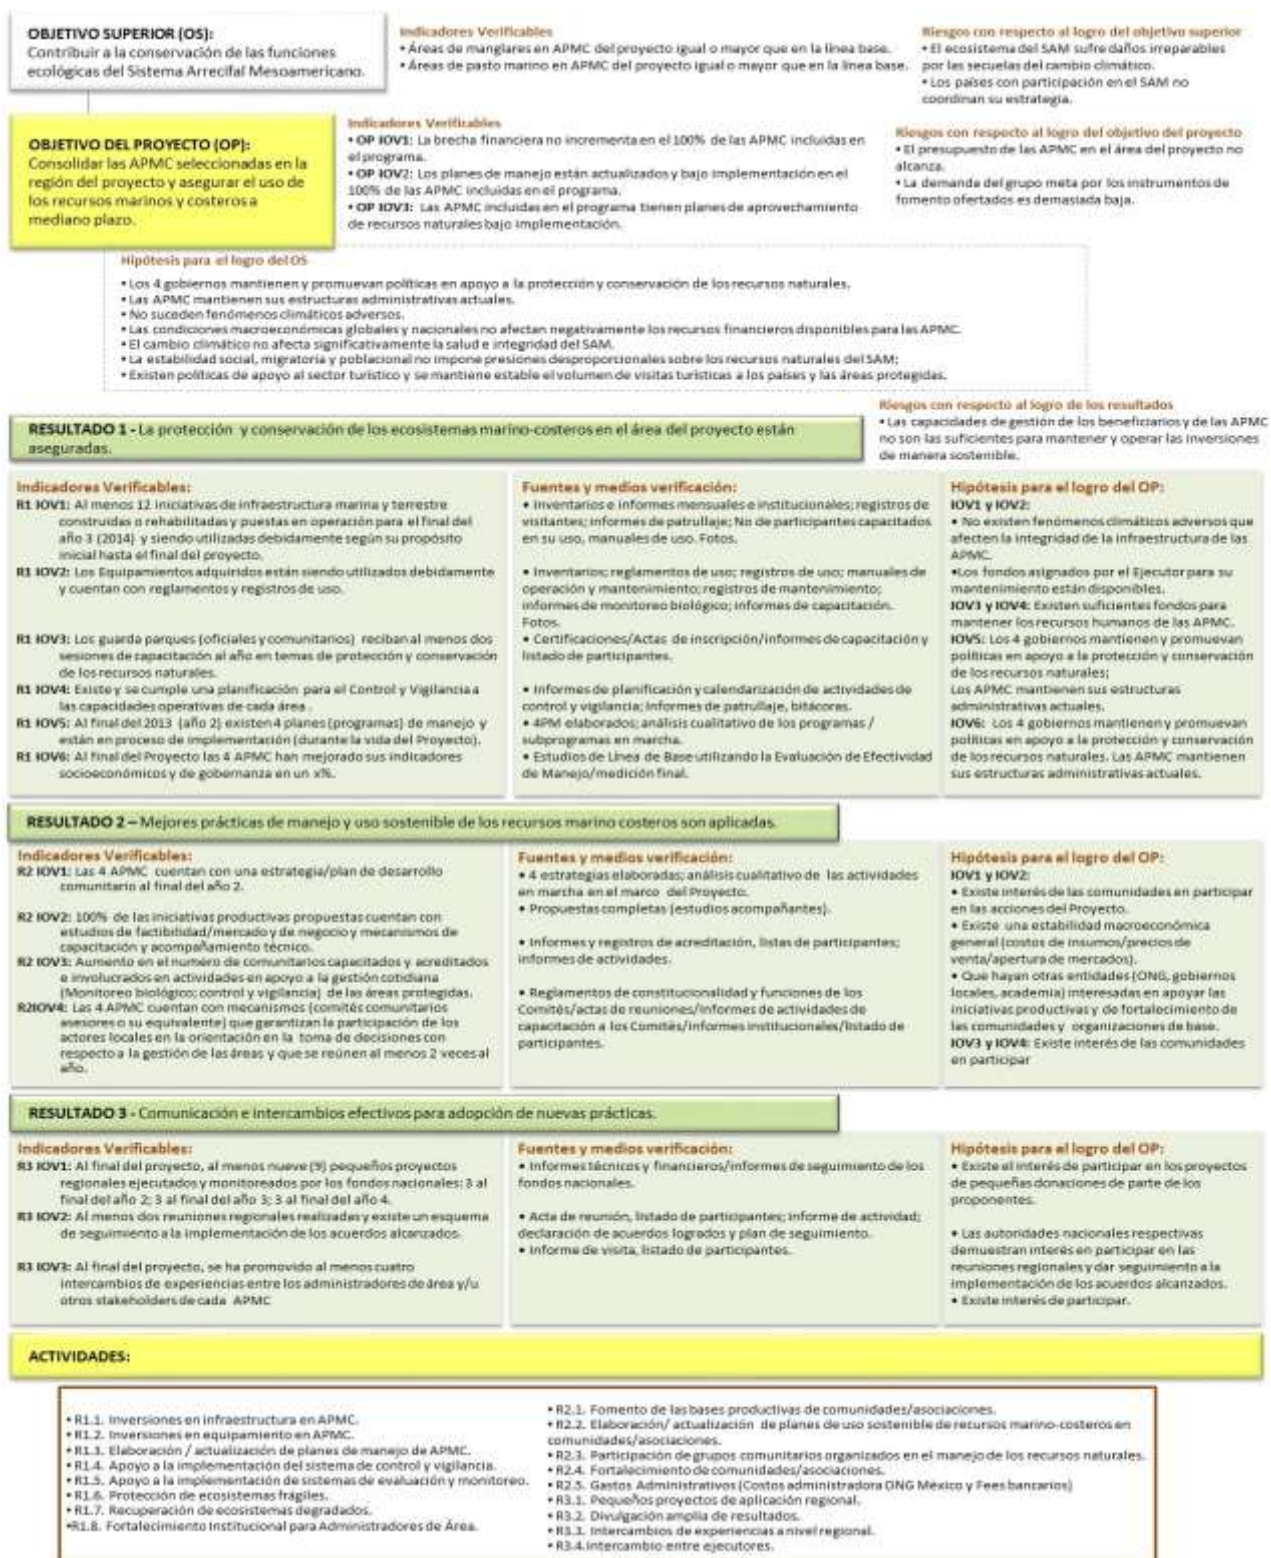 OBJETIVO SUPERIOR (OS):
Contribuir a la conservación de las funciones
ecológicas del Sistema Arrecifal Mesoamericano.
Indicadores Verificables
• Áreas de manglares en APMC del proyecto igual o mayor que en la línea base.
• Áreas de pasto marino en APMC del proyecto igual o mayor que en la línea base.
Riesgos con respecto al logro del objetivo superior
• El ecosistema del SAM sufre daños irreparables
por las secuelas del cambio climático.
• Los países con participación en el SAM no
coordinan su estrategia.
OBJETIVO DEL PROYECTO (OP):
Consolidar las APMC seleccionadas en la
región del proyecto y asegurar el uso de
los recursos marinos y costeros a
mediano plazo.
Indicadores Verificables
• OP IOV1: La brecha financiera no incrementa en el 100% de las APMC incluidas en
el programa.
• OP IOV2: Los planes de manejo están actualizados y bajo implementación en el
100% de las APMC incluidas en el programa.
• OP IOV3: Las APMC incluidas en el programa tienen planes de aprovechamiento
de recursos naturales bajo implementación.
Riesgos con respecto al logro del objetivo del proyecto
• El presupuesto de las APMC en el área del proyecto no
alcanza.
• La demanda del grupo meta por los instrumentos de
fomento ofertados es demasiada baja.
Hipótesis para el logro del OS
• Los 4 gobiernos mantienen y promuevan políticas en apoyo a la protección y conservación de los recursos naturales.
• Las APMC mantienen sus estructuras administrativas actuales.
• No suceden fenómenos climáticos adversos.
• Las condiciones macroeconómicas globales y nacionales no afectan negativamente los recursos financieros disponibles para las APMC.
• El cambio climático no afecta significativamente la salud e integridad del SAM.
• La estabilidad social, migratoria y poblacional no impone presiones desproporcionales sobre los recursos naturales del SAM;
• Existen políticas de apoyo al sector turístico y se mantiene estable el volumen de visitas turísticas a los países y las áreas protegidas.
RESULTADO 1 - La protección y conservación de los ecosistemas marino-costeros en el área del proyecto están
aseguradas.
Riesgos con respecto al logro de los resultados
• Las capacidades de gestión de los beneficiarios y de las APMC
no son las suficientes para mantener y operar las inversiones
de manera sostenible.
Indicadores Verificables:
R1 IOV1: Al menos 12 iniciativas de infraestructura marina y terrestre
construidas o rehabilitadas y puestas en operación para el final del
año 3 (2014) y siendo utilizadas debidamente según su propósito
inicial hasta el final del proyecto.
R1 IOV2: Los Equipamientos adquiridos están siendo utilizados debidamente
y cuentan con reglamentos y registros de uso.
R1 IOV3: Los guarda parques (oficiales y comunitarios) reciban al menos dos
sesiones de capacitación al año en temas de protección y conservación
de los recursos naturales.
R1 IOV4: Existe y se cumple una planificación para el Control y Vigilancia a
las capacidades operativas de cada área.
R1 IOV5: Al final del 2013 (año 2) existen 4 planes (programas) de manejo y
están en proceso de implementación (durante la vida del Proyecto).
R1 IOV6: Al final del Proyecto las 4 APMC han mejorado sus indicadores
socioeconómicos y de gobernanza en un x%.
Fuentes y medios verificación:
• Inventarios e informes mensuales e institucionales; registros de
visitantes; informes de patrullaje; No de participantes capacitados
en su uso, manuales de uso. Fotos.
• Inventarios; reglamentos de uso; registros de uso; manuales de
operación y mantenimiento; registros de mantenimiento;
informes de monitoreo biológico; informes de capacitación.
Fotos.
• Certificaciones/Actas de inscripción/informes de capacitación y
listado de participantes.
• Informes de planificación y calendarización de actividades de
control y vigilancia; Informes de patrullaje, bitácoras.
• 4PM elaborados; análisis cualitativo de los programas /
subprogramas en marcha.
• Estudios de Línea de Base utilizando la Evaluación de Efectividad
de Manejo/medición final.
Hipótesis para el logro del OP:
IOV1 y IOV2:
• No existen fenómenos climáticos adversos que
afecten la integridad de la infraestructura de las
APMC.
•Los fondos asignados por el Ejecutor para su
mantenimiento están disponibles.
IOV3 y IOV4: Existen suficientes fondos para
mantener los recursos humanos de las APMC.
IOV5: Los 4 gobiernos mantienen y promuevan
políticas en apoyo a la protección y conservación
de los recursos naturales;
Los APMC mantienen sus estructuras
administrativas actuales.
IOV6: Los 4 gobiernos mantienen y promuevan
políticas en apoyo a la protección y conservación
de los recursos naturales. Las APMC mantienen
sus estructuras administrativas actuales.
RESULTADO 2 – Mejores prácticas de manejo y uso sostenible de los recursos marino costeros son aplicadas.
Indicadores Verificables:
R2 IOV1: Las 4 APMC cuentan con una estrategia/plan de desarrollo
comunitario al final del año 2.
R2 IOV2: 100% de las iniciativas productivas propuestas cuentan con
estudios de factibilidad/mercado y de negocio y mecanismos de
capacitación y acompañamiento técnico.
R2 IOV3: Aumento en el numero de comunitarios capacitados y acreditados
e involucrados en actividades en apoyo a la gestión cotidiana
(Monitoreo biológico; control y vigilancia) de las áreas protegidas.
R2IOV4: Las 4 APMC cuentan con mecanismos (comités comunitarios
asesores o su equivalente) que garantizan la participación de los
actores locales en la orientación en la toma de decisiones con
respecto a la gestión de las áreas y que se reúnen al menos 2 veces al
año.
Fuentes y medios verificación:
• 4 estrategias elaboradas; análisis cualitativo de las actividades
en marcha en el marco del Proyecto.
• Propuestas completas (estudios acompañantes).
• Informes y registros de acreditación, listas de participantes;
informes de actividades.
• Reglamentos de constitucionalidad y funciones de los
Comités/actas de reuniones/informes de actividades de
capacitación a los Comités/informes institucionales/listado de
participantes.
Hipótesis para el logro del OP:
IOV1 y IOV2:
• Existe interés de las comunidades en participar
en las acciones del Proyecto.
• Existe una estabilidad macroeconómica
general (costos de insumos/precios de
venta/apertura de mercados).
• Que hayan otras entidades (ONG, gobiernos
locales, academia) interesadas en apoyar las
iniciativas productivas y de fortalecimiento de
las comunidades y organizaciones de base.
IOV3 y IOV4: Existe interés de las comunidades
en participar
RESULTADO 3 - Comunicación e intercambios efectivos para adopción de nuevas prácticas.
Indicadores Verificables:
R3 IOV1: Al final del proyecto, al menos nueve (9) pequeños proyectos
regionales ejecutados y monitoreados por los fondos nacionales: 3 al
final del año 2; 3 al final del año 3; 3 al final del año 4.
R3 IOV2: Al menos dos reuniones regionales realizadas y existe un esquema
de seguimiento a la implementación de los acuerdos alcanzados.
R3 IOV3: Al final del proyecto, se ha promovido al menos cuatro
intercambios de experiencias entre los administradores de área y/u
otros stakeholders de cada APMC
Fuentes y medios verificación:
• Informes técnicos y financieros/informes de seguimiento de los
fondos nacionales.
• Acta de reunión, listado de participantes; informe de actividad;
declaración de acuerdos logrados y plan de seguimiento.
• Informe de visita, listado de participantes.
Hipótesis para el logro del OP:
• Existe el interés de participar en los proyectos
de pequeñas donaciones de parte de los
proponentes.
• Las autoridades nacionales respectivas
demuestran interés en participar en las
reuniones regionales y dar seguimiento a la
implementación de los acuerdos alcanzados.
• Existe interés de participar.
ACTIVIDADES:
• R1.1. Inversiones en infraestructura en APMC.
• R1.2. Inversiones en equipamiento en APMC.
• R1.3. Elaboración / actualización de planes de manejo de APMC.
• R1.4. Apoyo a la implementación del sistema de control y vigilancia.
• R1.5. Apoyo a la implementación de sistemas de evaluación y monitoreo.
• R1.6. Protección de ecosistemas frágiles.
• R1.7. Recuperación de ecosistemas degradados.
•R1.8. Fortalecimiento Institucional para Administradores de Área.
• R2.1. Fomento de las bases productivas de comunidades/asociaciones.
• R2.2. Elaboración/ actualización de planes de uso sostenible de recursos marino-costeros en
comunidades/asociaciones.
• R2.3. Participación de grupos comunitarios organizados en el manejo de los recursos naturales.
• R2.4. Fortalecimiento de comunidades/asociaciones.
• R2.5. Gastos Administrativos (Costos administradora ONG México y Fees bancarios)
• R3.1. Pequeños proyectos de aplicación regional.
• R3.2. Divulgación amplia de resultados.
• R3.3. Intercambios de experiencias a nivel regional.
• R3.4. Intercambio entre ejecutores.